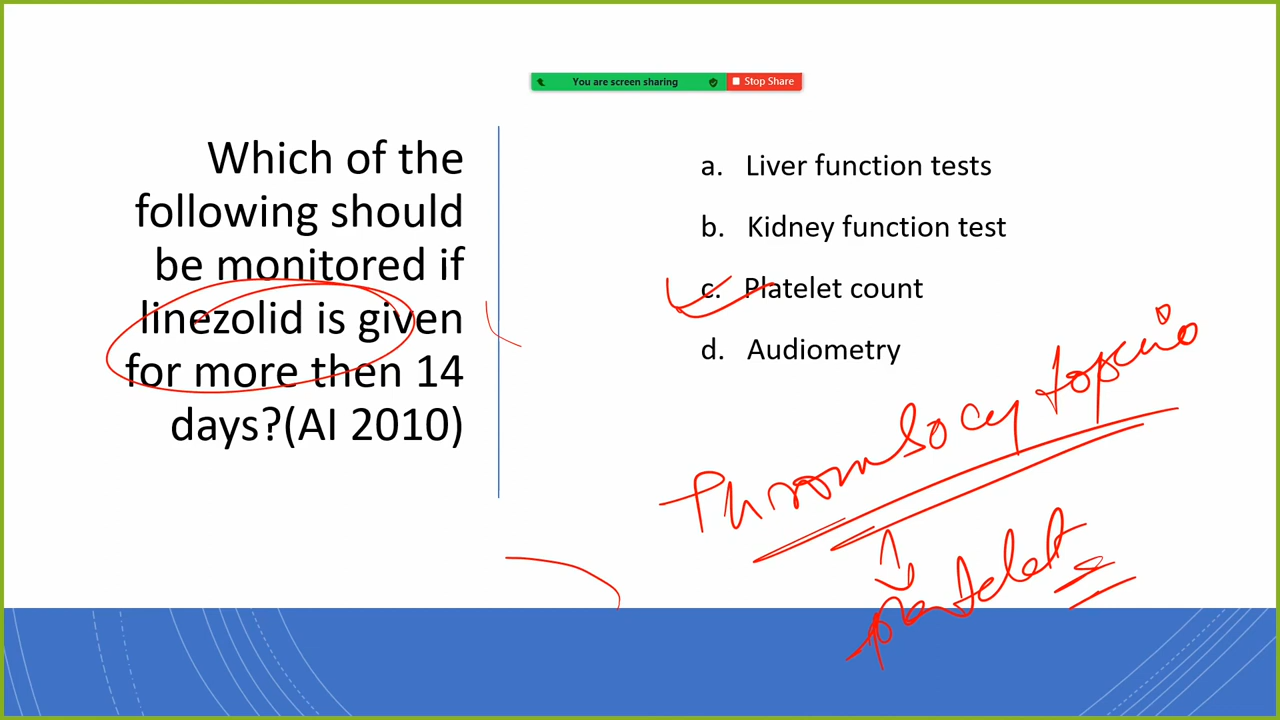 You are screen sharing
Stop Share
Which of the
following should
be monitored if
linezolid is given
for more then 14
days?(AI 2010)
a. Liver function tests
b. Kidney function test
c. Platelet count
d. Audiometry
Thrombocytopenia
platelets